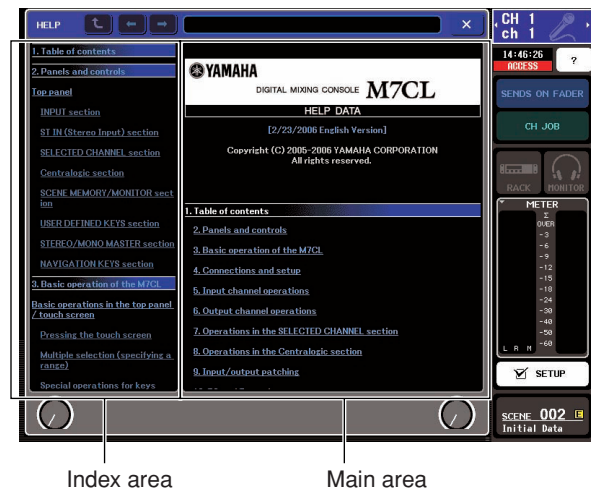 HELP
CH 1
ch 1
14:46:26
ACCESS
?
SENDS ON FADER
CH JOB
RACK
MONITOR
METER
Σ
OVER
-3
-6
-9
-12
-15
-18
-24
-30
-40
-50
-60
L R M
SETUP
SCENE 002 E
Initial Data
1. Table of contents
2. Panels and controls
Top panel
INPUT section
ST IN (Stereo Input) section
SELECTED CHANNEL section
Centralogic section
SCENE MEMORY/MONITOR sect
ion
USER DEFINED KEYS section
STEREO/MONO MASTER section
NAVIGATION KEYS section
3. Basic operation of the M7CL
Basic operations in the top panel
/ touch screen
Pressing the touch screen
Multiple selection (specifying a
range)
Special operations for keys
YAMAHA
DIGITAL MIXING CONSOLE M7CL
HELP DATA
[2/23/2006 English Version]
Copyright (C) 2005-2006 YAMAHA CORPORATION
All rights reserved.
1. Table of contents
2. Panels and controls
3. Basic operation of the M7CL
4. Connections and setup
5. Input channel operations
6. Output channel operations
7. Operations in the SELECTED CHANNEL section
8. Operations in the Centralogic section
9. Input/output patching
Index area
Main area